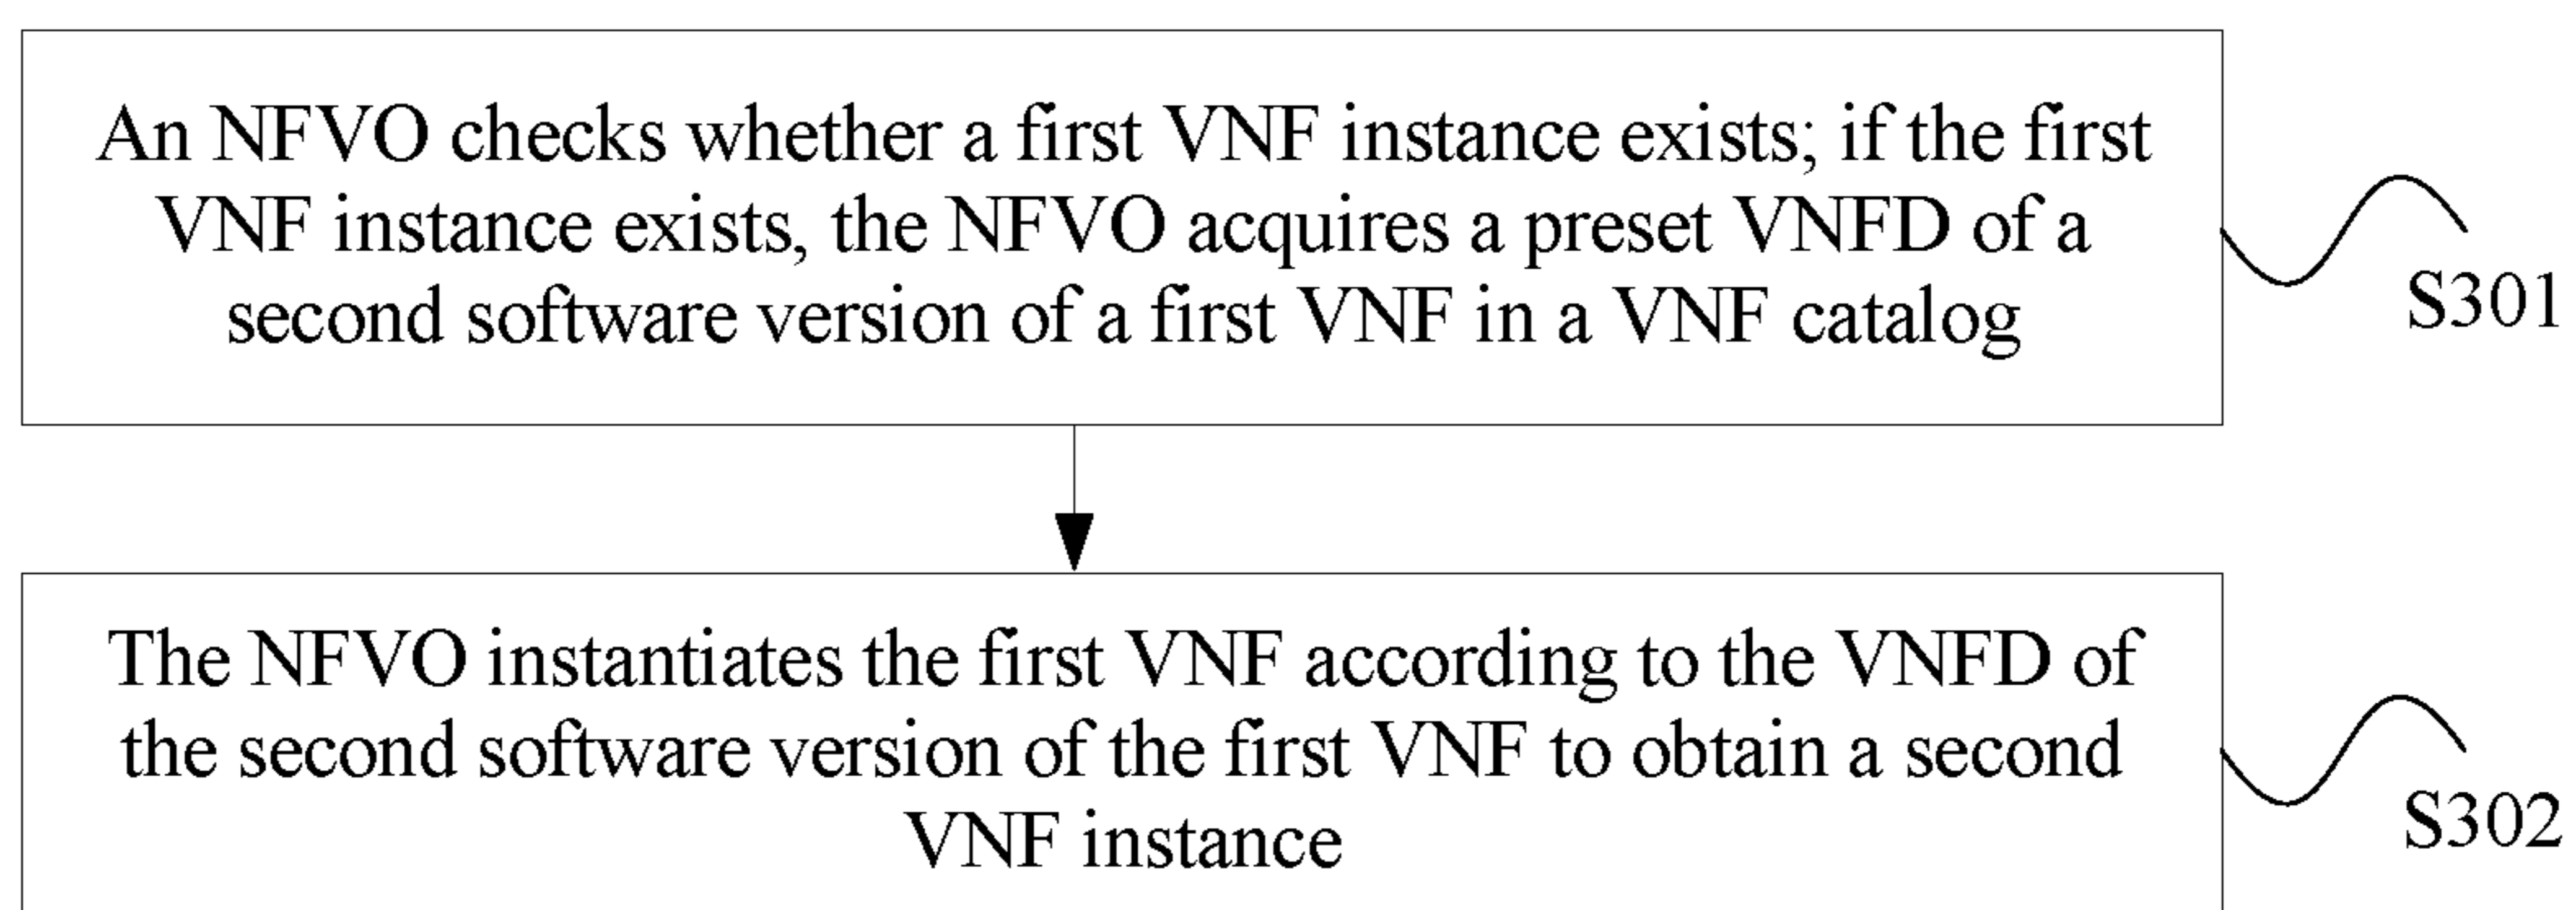 An NFVO checks whether a first VNF instance exists; if the first
VNF instance exists, the NFVO acquires a preset VNFD of a
second software version of a first VNF in a VNF catalog
S301
The NFVO instantiates the first VNF according to the VNFD of
the second software version of the first VNF to obtain a second
VNF instance
S302